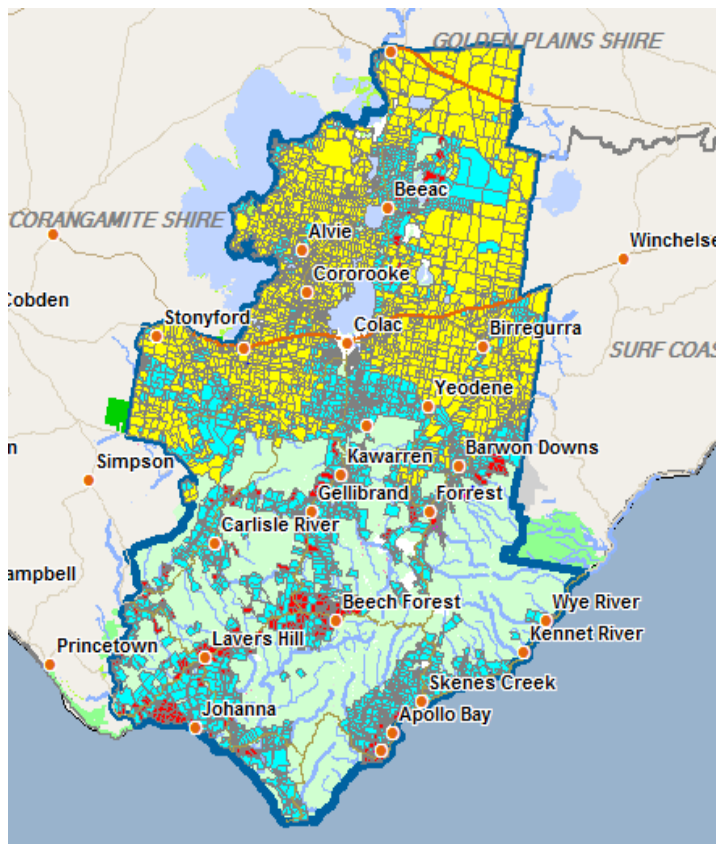 GOLDEN PLAINS SHIRE
Beeac
CORANGAMITE SHIRE
Alvie
Winchelse
Cororooke
Cobden
Stonyford
Colac
Birregurra
SURF COAS
Yeodene
n
Simpson
Kawarren
Barwon Downs
Gellibrand
Forrest
Carlisle River
ampbell
Beech Forest
Wye River
Princetown
Lavers Hill
Kennet River
Skenes Creek
Johanna
Apollo Bay